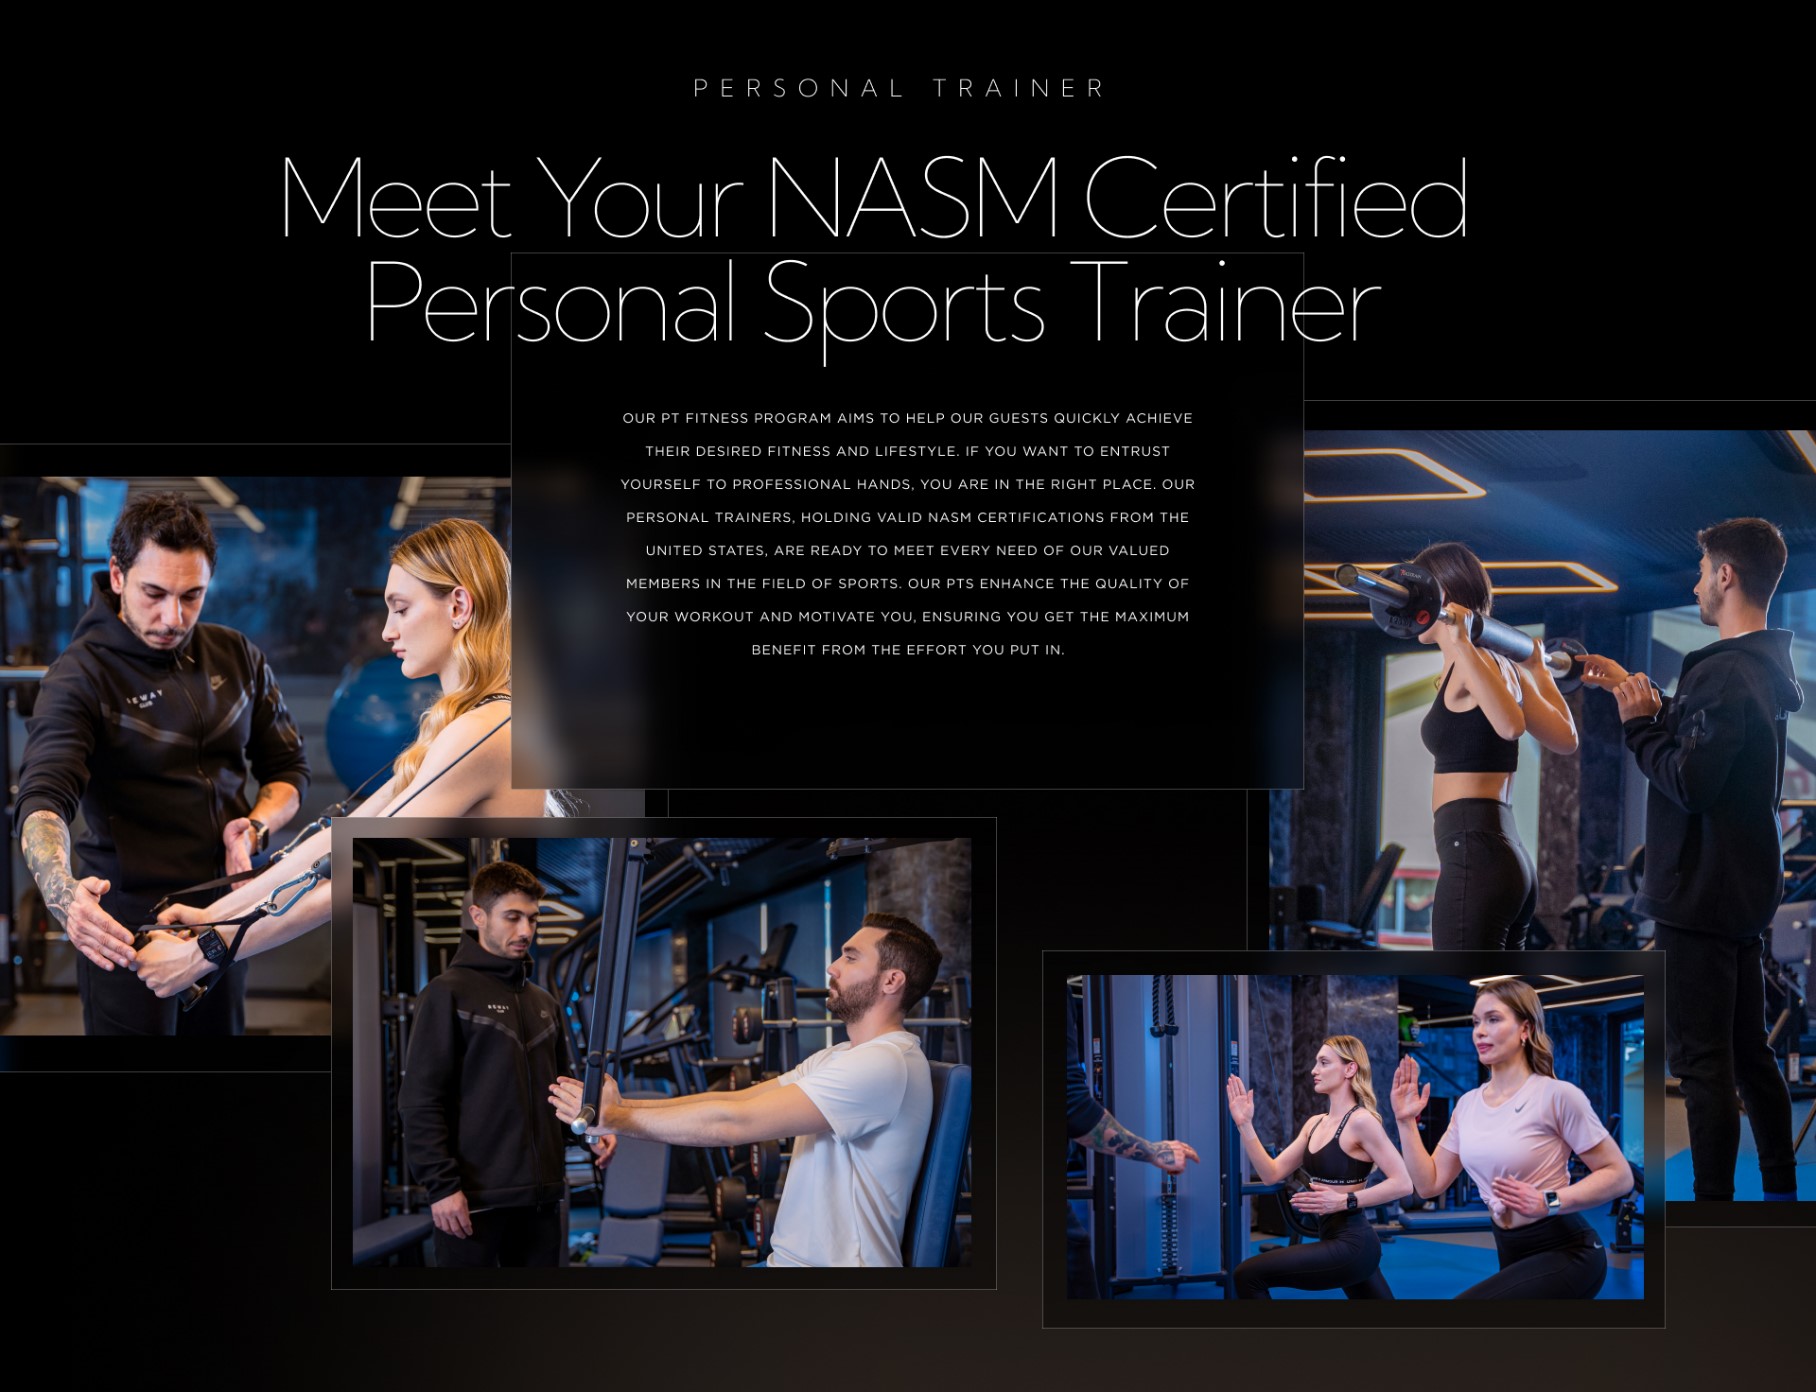 PERSONAL TRAINER
Meet Your NASM Certified
Personal Sports Trainer
OUR PT FITNESS PROGRAM AIMS TO HELP OUR GUESTS QUICKLY ACHIEVE
THEIR DESIRED FITNESS AND LIFESTYLE. IF YOU WANT TO ENTRUST
YOURSELF TO PROFESSIONAL HANDS, YOU ARE IN THE RIGHT PLACE. OUR
PERSONAL TRAINERS, HOLDING VALID NASM CERTIFICATIONS FROM THE
UNITED STATES, ARE READY TO MEET EVERY NEED OF OUR VALUED
MEMBERS IN THE FIELD OF SPORTS. OUR PTS ENHANCE THE QUALITY OF
YOUR WORKOUT AND MOTIVATE YOU, ENSURING YOU GET THE MAXIMUM
BENEFIT FROM THE EFFORT YOU PUT IN.